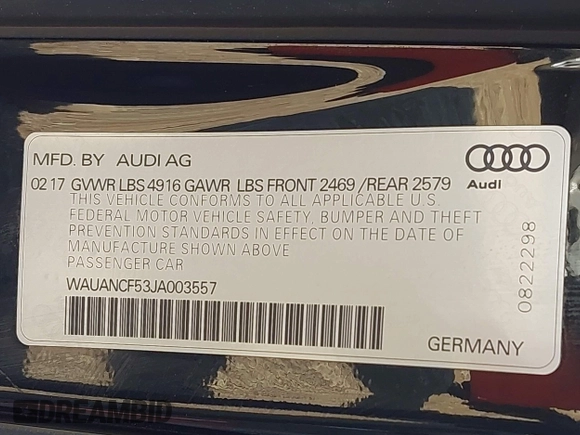 MFD. BY AUDI AG
02 17 GVWR LBS 4916 GAWR LBS FRONT 2469 /REAR 2579
THIS VEHICLE CONFORMS TO ALL APPLICABLE U.S.
FEDERAL MOTOR VEHICLE SAFETY, BUMPER AND THEFT
PREVENTION STANDARDS IN EFFECT ON THE DATE OF
MANUFACTURE SHOWN ABOVE
PASSENGER CAR
WAUANCF53JA003557
Audi
0822298
GERMANY
DREAMBID